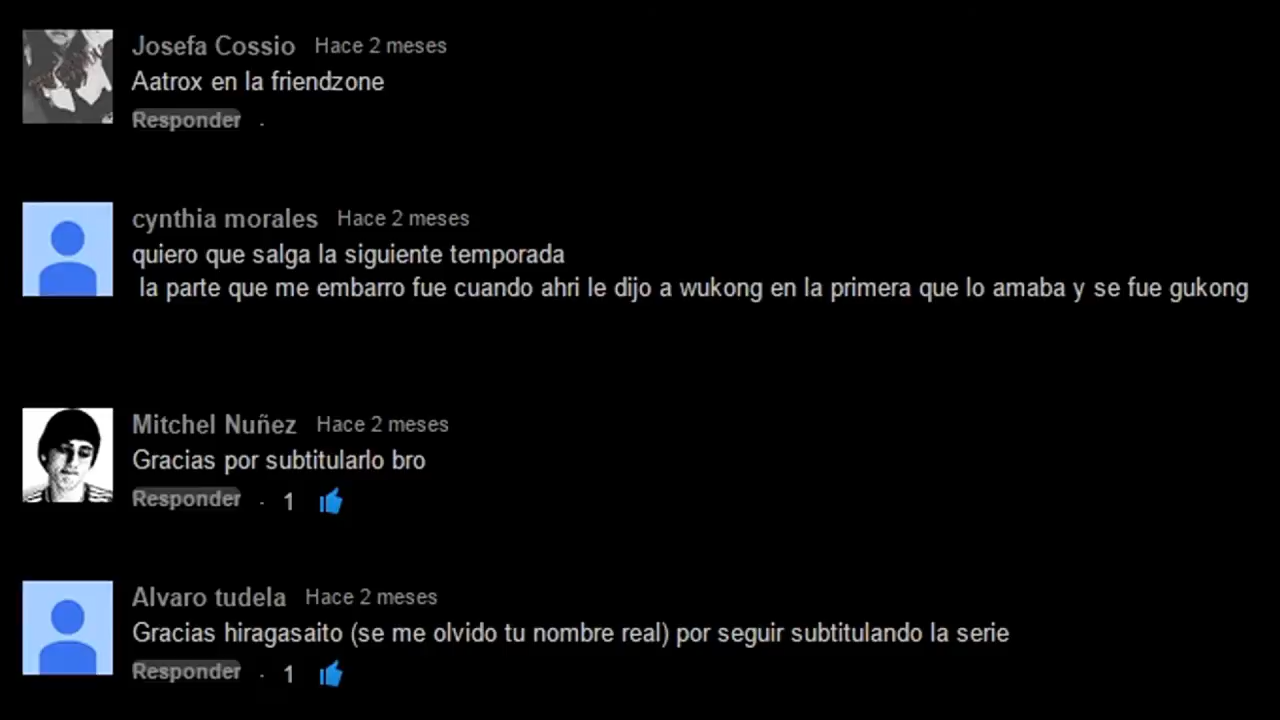 Josefa Cossio Hace 2 meses
Aatrox en la friendzone
Responder .
cynthia morales Hace 2 meses
quiero que salga la siguiente temporada
la parte que me embarro fue cuando ahri le dijo a wukong en la primera que lo amaba y se fue gukong
Mitchel Nuñez Hace 2 meses
Gracias por subtitularlo bro
Responder . 1
Alvaro tudela Hace 2 meses
Gracias hiragasaito (se me olvido tu nombre real) por seguir subtitulando la serie
Responder . 1